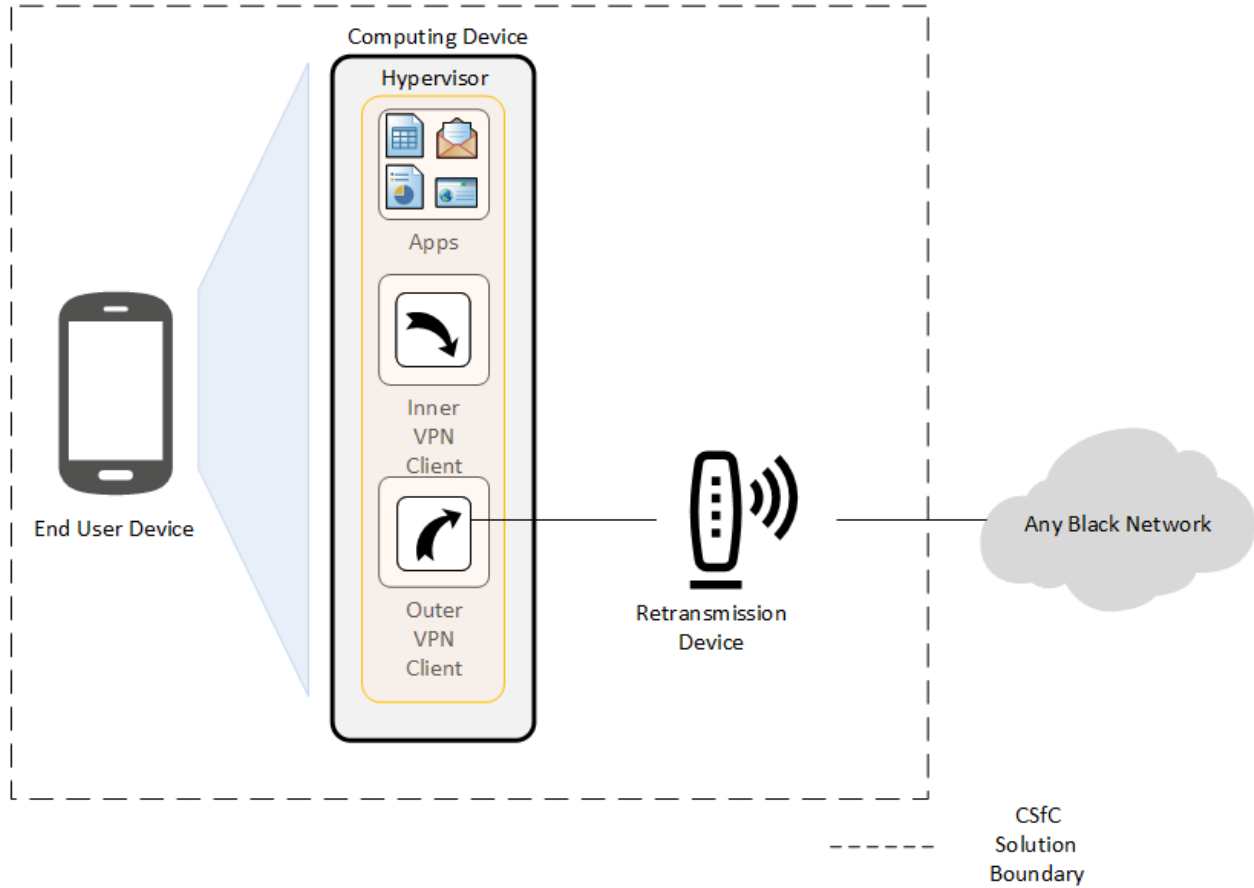 Computing Device
Hypervisor
Apps
Inner
VPN
Client
Outer
VPN
Client
End User Device
Retransmission
Device
Any Black Network
CSfC
Solution
Boundary